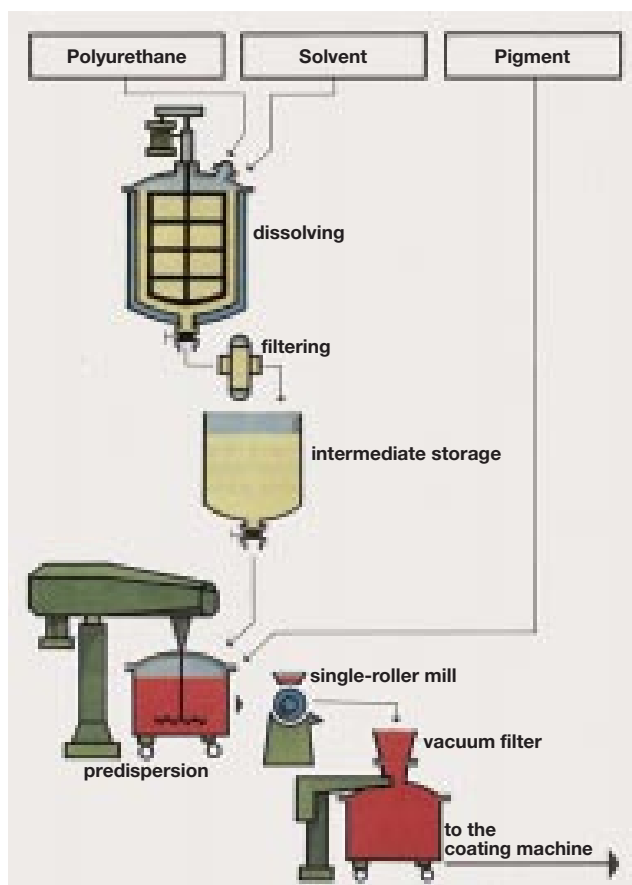 Polyurethane
Solvent
Pigment
dissolving
filtering
intermediate storage
single-roller mill
vacuum filter
predispersion
to the
coating machine